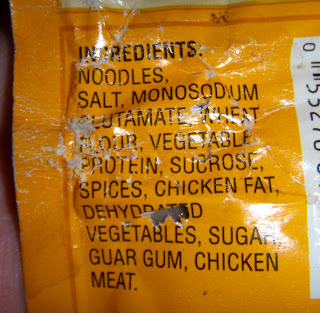 INGREDIENTS:
NOODLES,
SALT, MONOSODIUM
GLUTAMATE, WHEAT
FLOUR, VEGETABLE
PROTEIN, SUCROSE,
SPICES, CHICKEN FAT,
DEHYDRATED
VEGETABLES, SUGAR,
GUAR GUM, CHICKEN
MEAT.